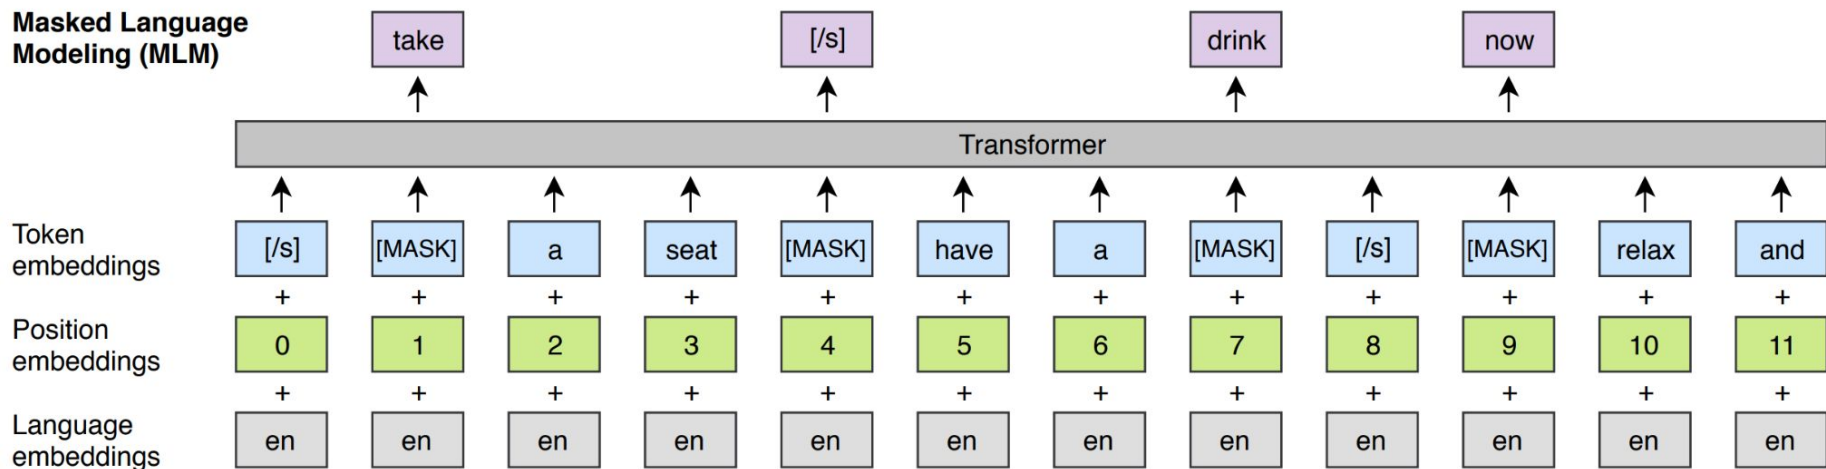 Masked Language
Modeling (MLM)
take [/s] drink now
Transformer
Token
embeddings
[/s] [MASK] a seat [MASK] have a [MASK] [/s] [MASK] relax and
+ + + + + + + + + + + +
Position
embeddings
0 1 2 3 4 5 6 7 8 9 10 11
+ + + + + + + + + + + +
Language
embeddings
en en en en en en en en en en en en